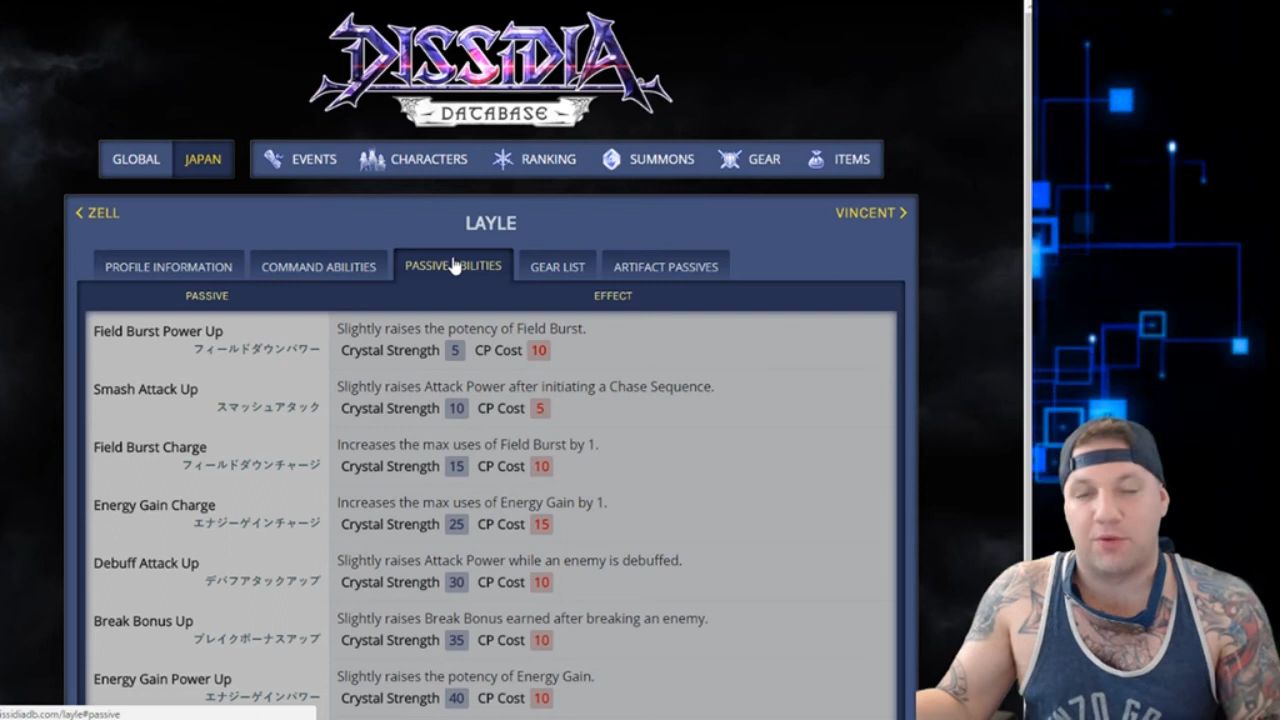 DISSIDIA
DATABASE
GLOBAL JAPAN EVENTS CHARACTERS RANKING SUMMONS GEAR ITEMS
< ZELL
VINCENT >
LAYLE
PROFILE INFORMATION COMMAND ABILITIES PASSIVE ABILITIES GEAR LIST ARTIFACT PASSIVES
PASSIVE EFFECT
Field Burst Power Up
フィールドダウンパワー
Slightly raises the potency of Field Burst.
Crystal Strength 5 CP Cost 10
Smash Attack Up
スマッシュアタック
Slightly raises Attack Power after initiating a Chase Sequence.
Crystal Strength 10 CP Cost 5
Field Burst Charge
フィールドダウンチャージ
Increases the max uses of Field Burst by 1.
Crystal Strength 15 CP Cost 10
Energy Gain Charge
エナジーゲインチャージ
Increases the max uses of Energy Gain by 1.
Crystal Strength 25 CP Cost 15
Debuff Attack Up
デバフアタックアップ
Slightly raises Attack Power while an enemy is debuffed.
Crystal Strength 30 CP Cost 10
Break Bonus Up
ブレイクボーナスアップ
Slightly raises Break Bonus earned after breaking an enemy.
Crystal Strength 35 CP Cost 10
Energy Gain Power Up
エナジーゲインパワー
Slightly raises the potency of Energy Gain.
Crystal Strength 40 CP Cost 10
issidiadb.com/layle#passive